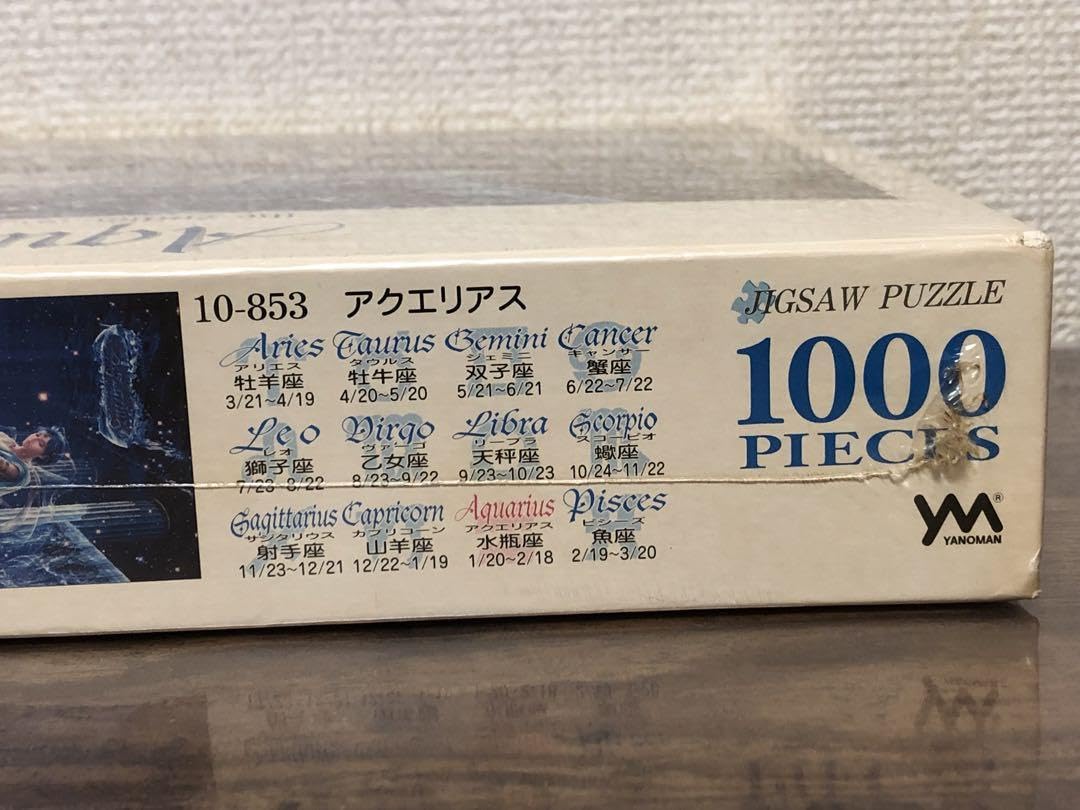 Aqu
10-853 アクエリアス
Aries Taurus Gemini Cancer
アリエス タウルス ジェミニ キャンサー
牡羊座 牡牛座 双子座 蟹座
3/21~4/19 4/20~5/20 5/21~6/21 6/22~7/22
Leo Virgo Libra Scorpio
レオ ヴァーゴ リーブラ スコーピオ
獅子座 乙女座 天秤座 蠍座
7/23~8/22 8/23~9/22 9/23~10/23 10/24~11/22
Sagittarius Capricorn Aquarius Pisces
サジタリウス カプリコーン アクエリアス ピシーズ
射手座 山羊座 水瓶座 魚座
11/23~12/21 12/22~1/19 1/20~2/18 2/19~3/20
JIGSAW PUZZLE
1000
PIECES
YM®
YANOMAN